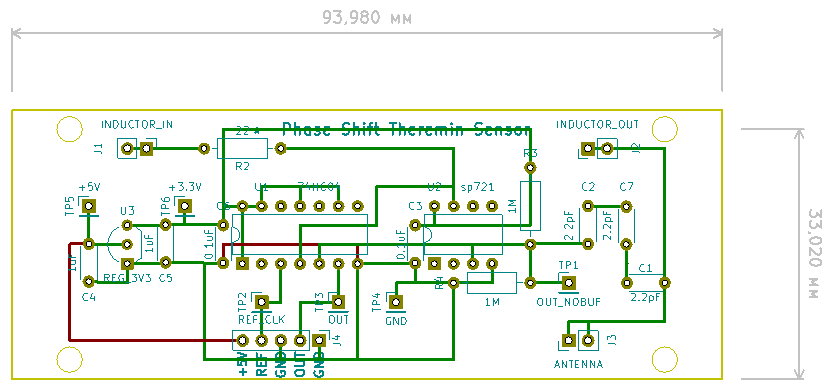 93,980 мм
INDUCTOR_IN
22 k
Phase Shift Theremin Sensor
INDUCTOR_OUT
J1
R2
R3
J2
+5V
+3.3V
U1
74HC04
U2
sp721
C2
C7
TP5
U3
TP6
C6
C3
1M
2.2pF
2.2pF
33,020 мм
1uF
1uF
0.1uF
0.1uF
REG_3V3
C5
C4
TP2
TP3
TP4
R4
1M
TP1
C1
2.2pF
OUT_NOBUF
REF_CLK
OUT
GND
J4
J3
+5V
REF
GND
OUT
GND
ANTENNA